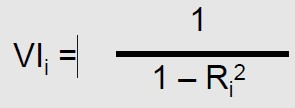 VIᵢ = 1 / (1 – Rᵢ²)